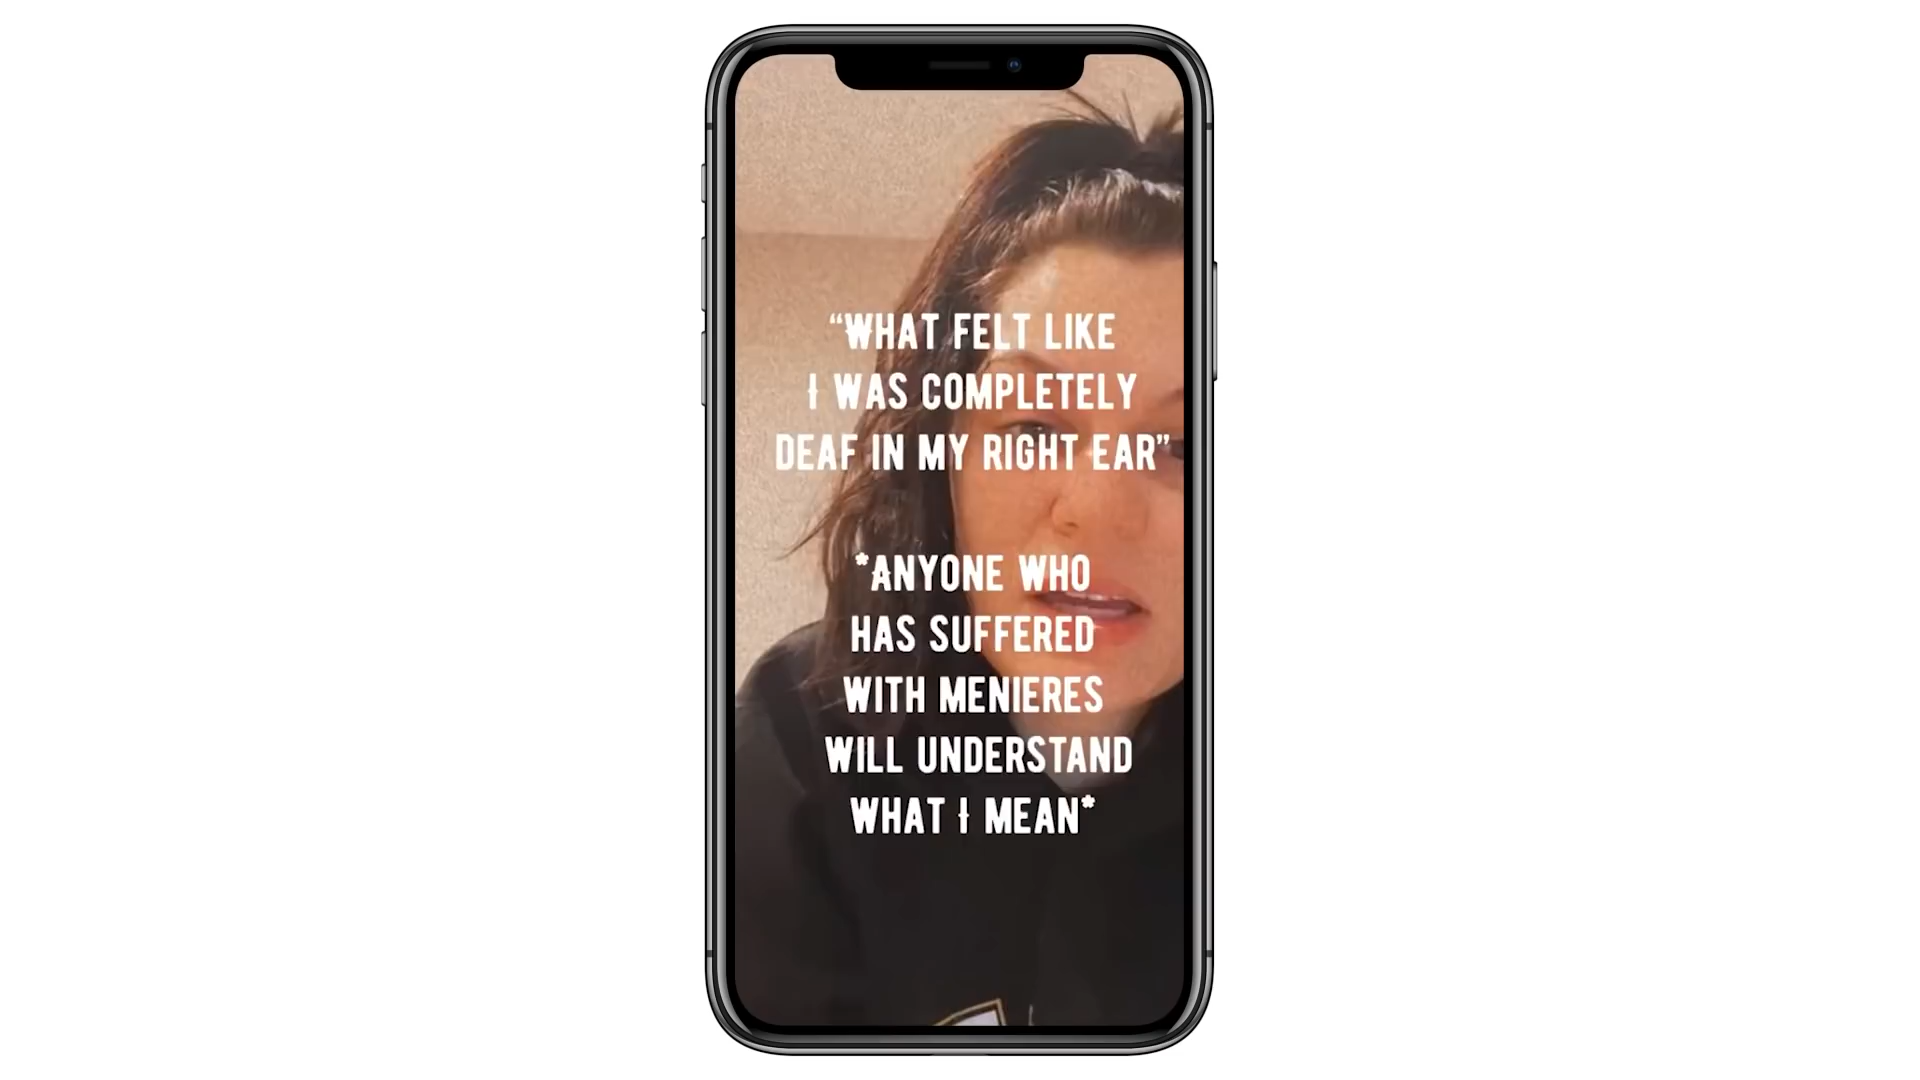 “WHAT FELT LIKE
I WAS COMPLETELY
DEAF IN MY RIGHT EAR”
*ANYONE WHO
HAS SUFFERED
WITH MENIERES
WILL UNDERSTAND
WHAT I MEAN*